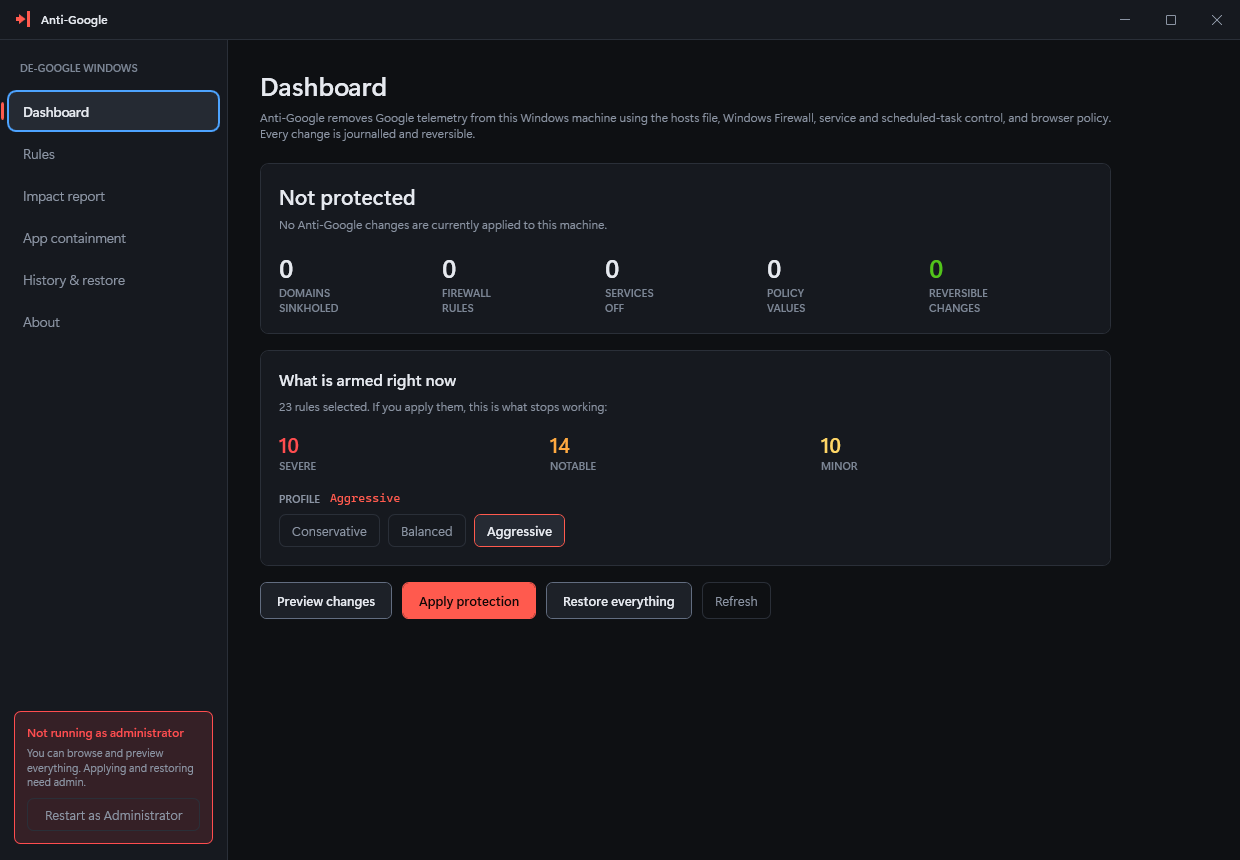 Anti-Google
DE-GOOGLE WINDOWS
Dashboard
Rules
Impact report
App containment
History & restore
About
Not running as administrator
You can browse and preview
everything. Applying and restoring
need admin.
Restart as Administrator
Dashboard
Anti-Google removes Google telemetry from this Windows machine using the hosts file, Windows Firewall, service and scheduled-task control, and browser policy.
Every change is journalled and reversible.
Not protected
No Anti-Google changes are currently applied to this machine.
0 0 0 0 0
DOMAINS FIREWALL SERVICES POLICY REVERSIBLE
SINKHOLED RULES OFF VALUES CHANGES
What is armed right now
23 rules selected. If you apply them, this is what stops working:
10 14 10
SEVERE NOTABLE MINOR
PROFILE Aggressive
Conservative Balanced Aggressive
Preview changes Apply protection Restore everything Refresh